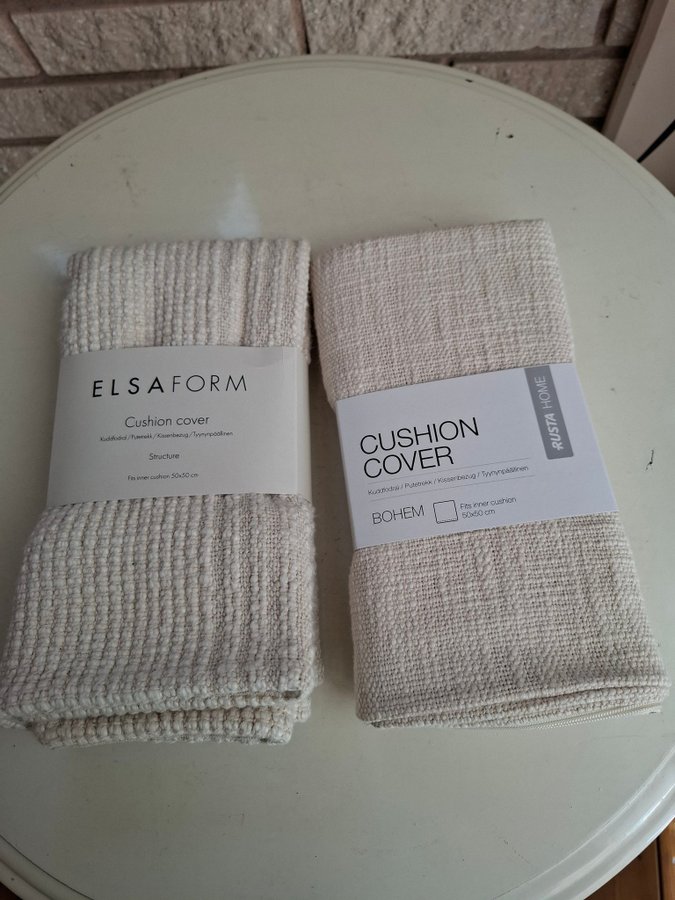 ELSAFORM
Cushion cover
Kuddfodral / Putetrekk / Kissenbezug / Tyynynpäällinen
Structure
Fits inner cushion 50x50 cm
RUSTA HOME
CUSHION
COVER
Kuddfodral / Putetrekk / Kissenbezug / Tyynynpäällinen
BOHEM
Fits inner cushion
50x50 cm